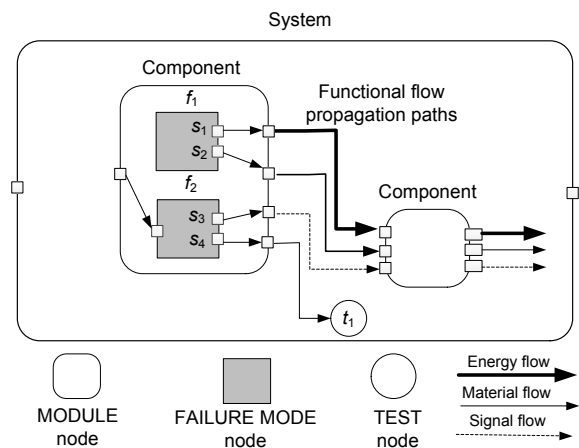 System
Component
Functional flow
propagation paths
f1
s1
s2
f2
s3
s4
Component
t1
Energy flow
Material flow
Signal flow
MODULE
node
FAILURE MODE
node
TEST
node